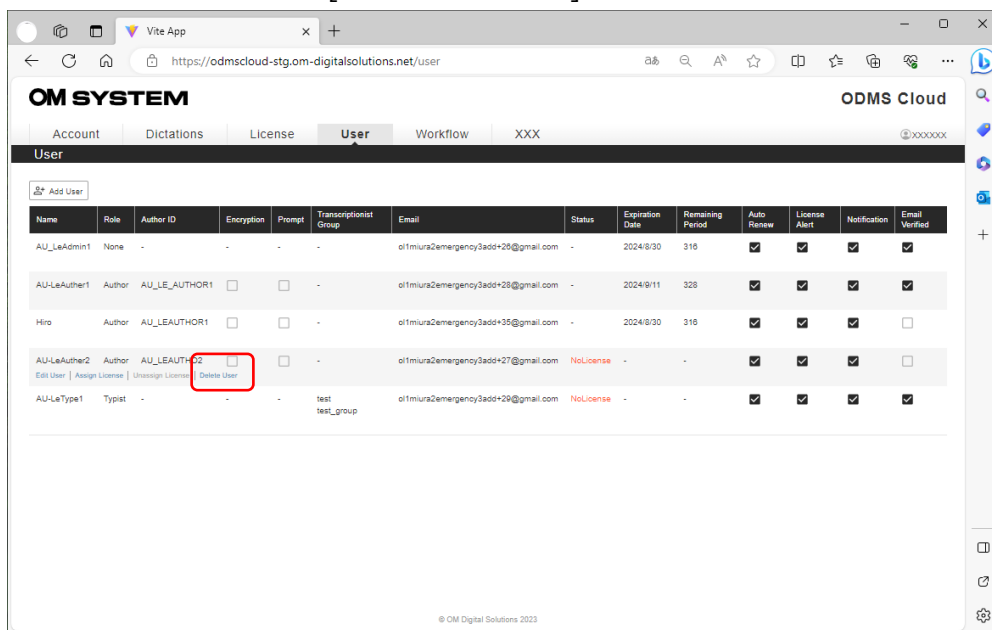 Vite App
https://odmscloud-stg.om-digitalsolutions.net/user
OM SYSTEM
ODMS Cloud
Account Dictations License User Workflow XXX xxxxxx
User
Add User
Name Role Author ID Encryption Prompt Transcriptionist Group Email Status Expiration Date Remaining Period Auto Renew License Alert Notification Email Verified
AU_LeAdmin1 None - - - - ol1miura2emergency3add+26@gmail.com - 2024/8/30 316
AU-LeAuther1 Author AU_LE_AUTHOR1 - ol1miura2emergency3add+28@gmail.com - 2024/9/11 328
Hiro Author AU_LEAUTHOR1 - ol1miura2emergency3add+35@gmail.com - 2024/8/30 316
AU-LeAuther2 Author AU_LEAUTHO2 - ol1miura2emergency3add+27@gmail.com NoLicense - -
Edit User | Assign License | Unassign License | Delete User
AU-LeType1 Typist - - - test ol1miura2emergency3add+29@gmail.com NoLicense - -
test_group
© OM Digital Solutions 2023